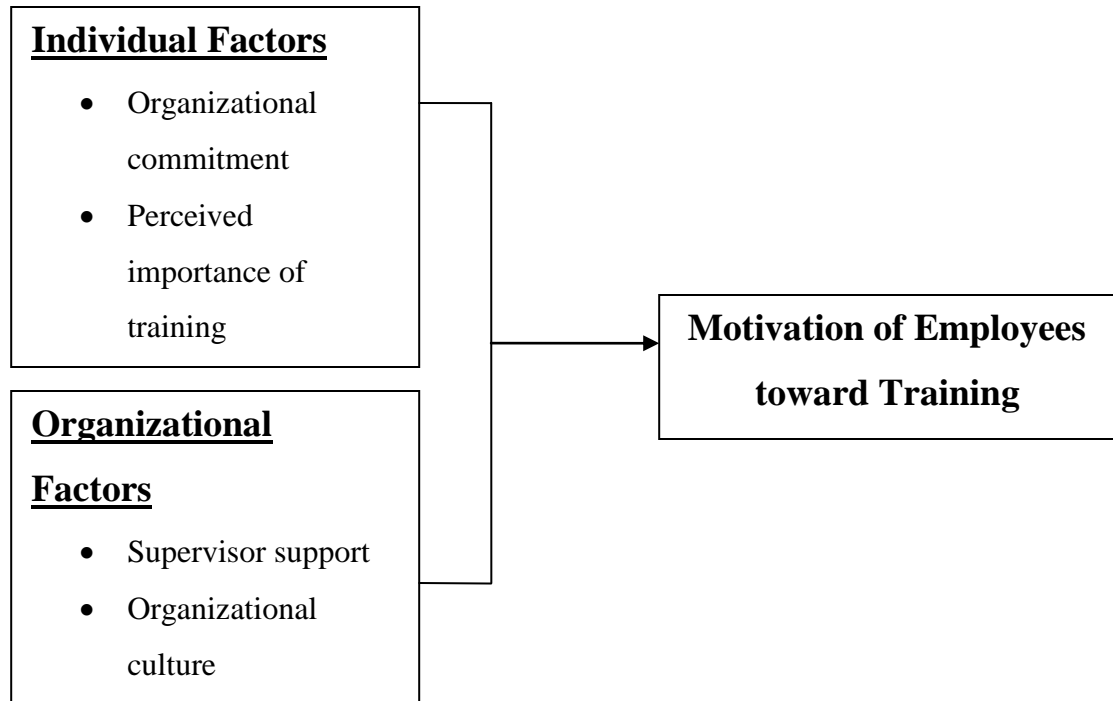 Individual Factors
• Organizational
commitment
• Perceived
importance of
training
Organizational
Factors
• Supervisor support
• Organizational
culture
Motivation of Employees
toward Training